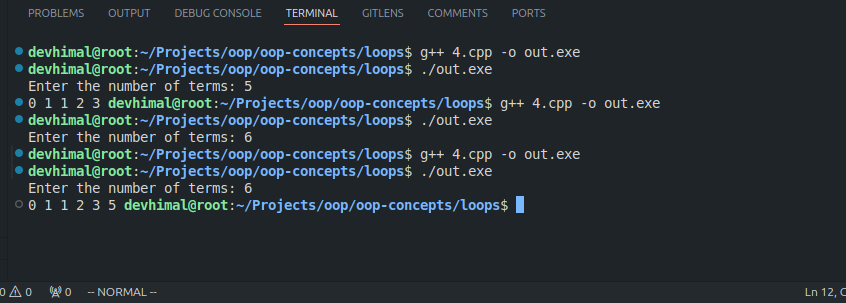 PROBLEMS OUTPUT DEBUG CONSOLE TERMINAL GITLENS COMMENTS PORTS
devhimal@root:~/Projects/oop/oop-concepts/loops$ g++ 4.cpp -o out.exe
devhimal@root:~/Projects/oop/oop-concepts/loops$ ./out.exe
Enter the number of terms: 5
0 1 1 2 3 devhimal@root:~/Projects/oop/oop-concepts/loops$ g++ 4.cpp -o out.exe
devhimal@root:~/Projects/oop/oop-concepts/loops$ ./out.exe
Enter the number of terms: 6
devhimal@root:~/Projects/oop/oop-concepts/loops$ g++ 4.cpp -o out.exe
devhimal@root:~/Projects/oop/oop-concepts/loops$ ./out.exe
Enter the number of terms: 6
0 1 1 2 3 5 devhimal@root:~/Projects/oop/oop-concepts/loops$
0 0 0 -- NORMAL -- Ln 12, C